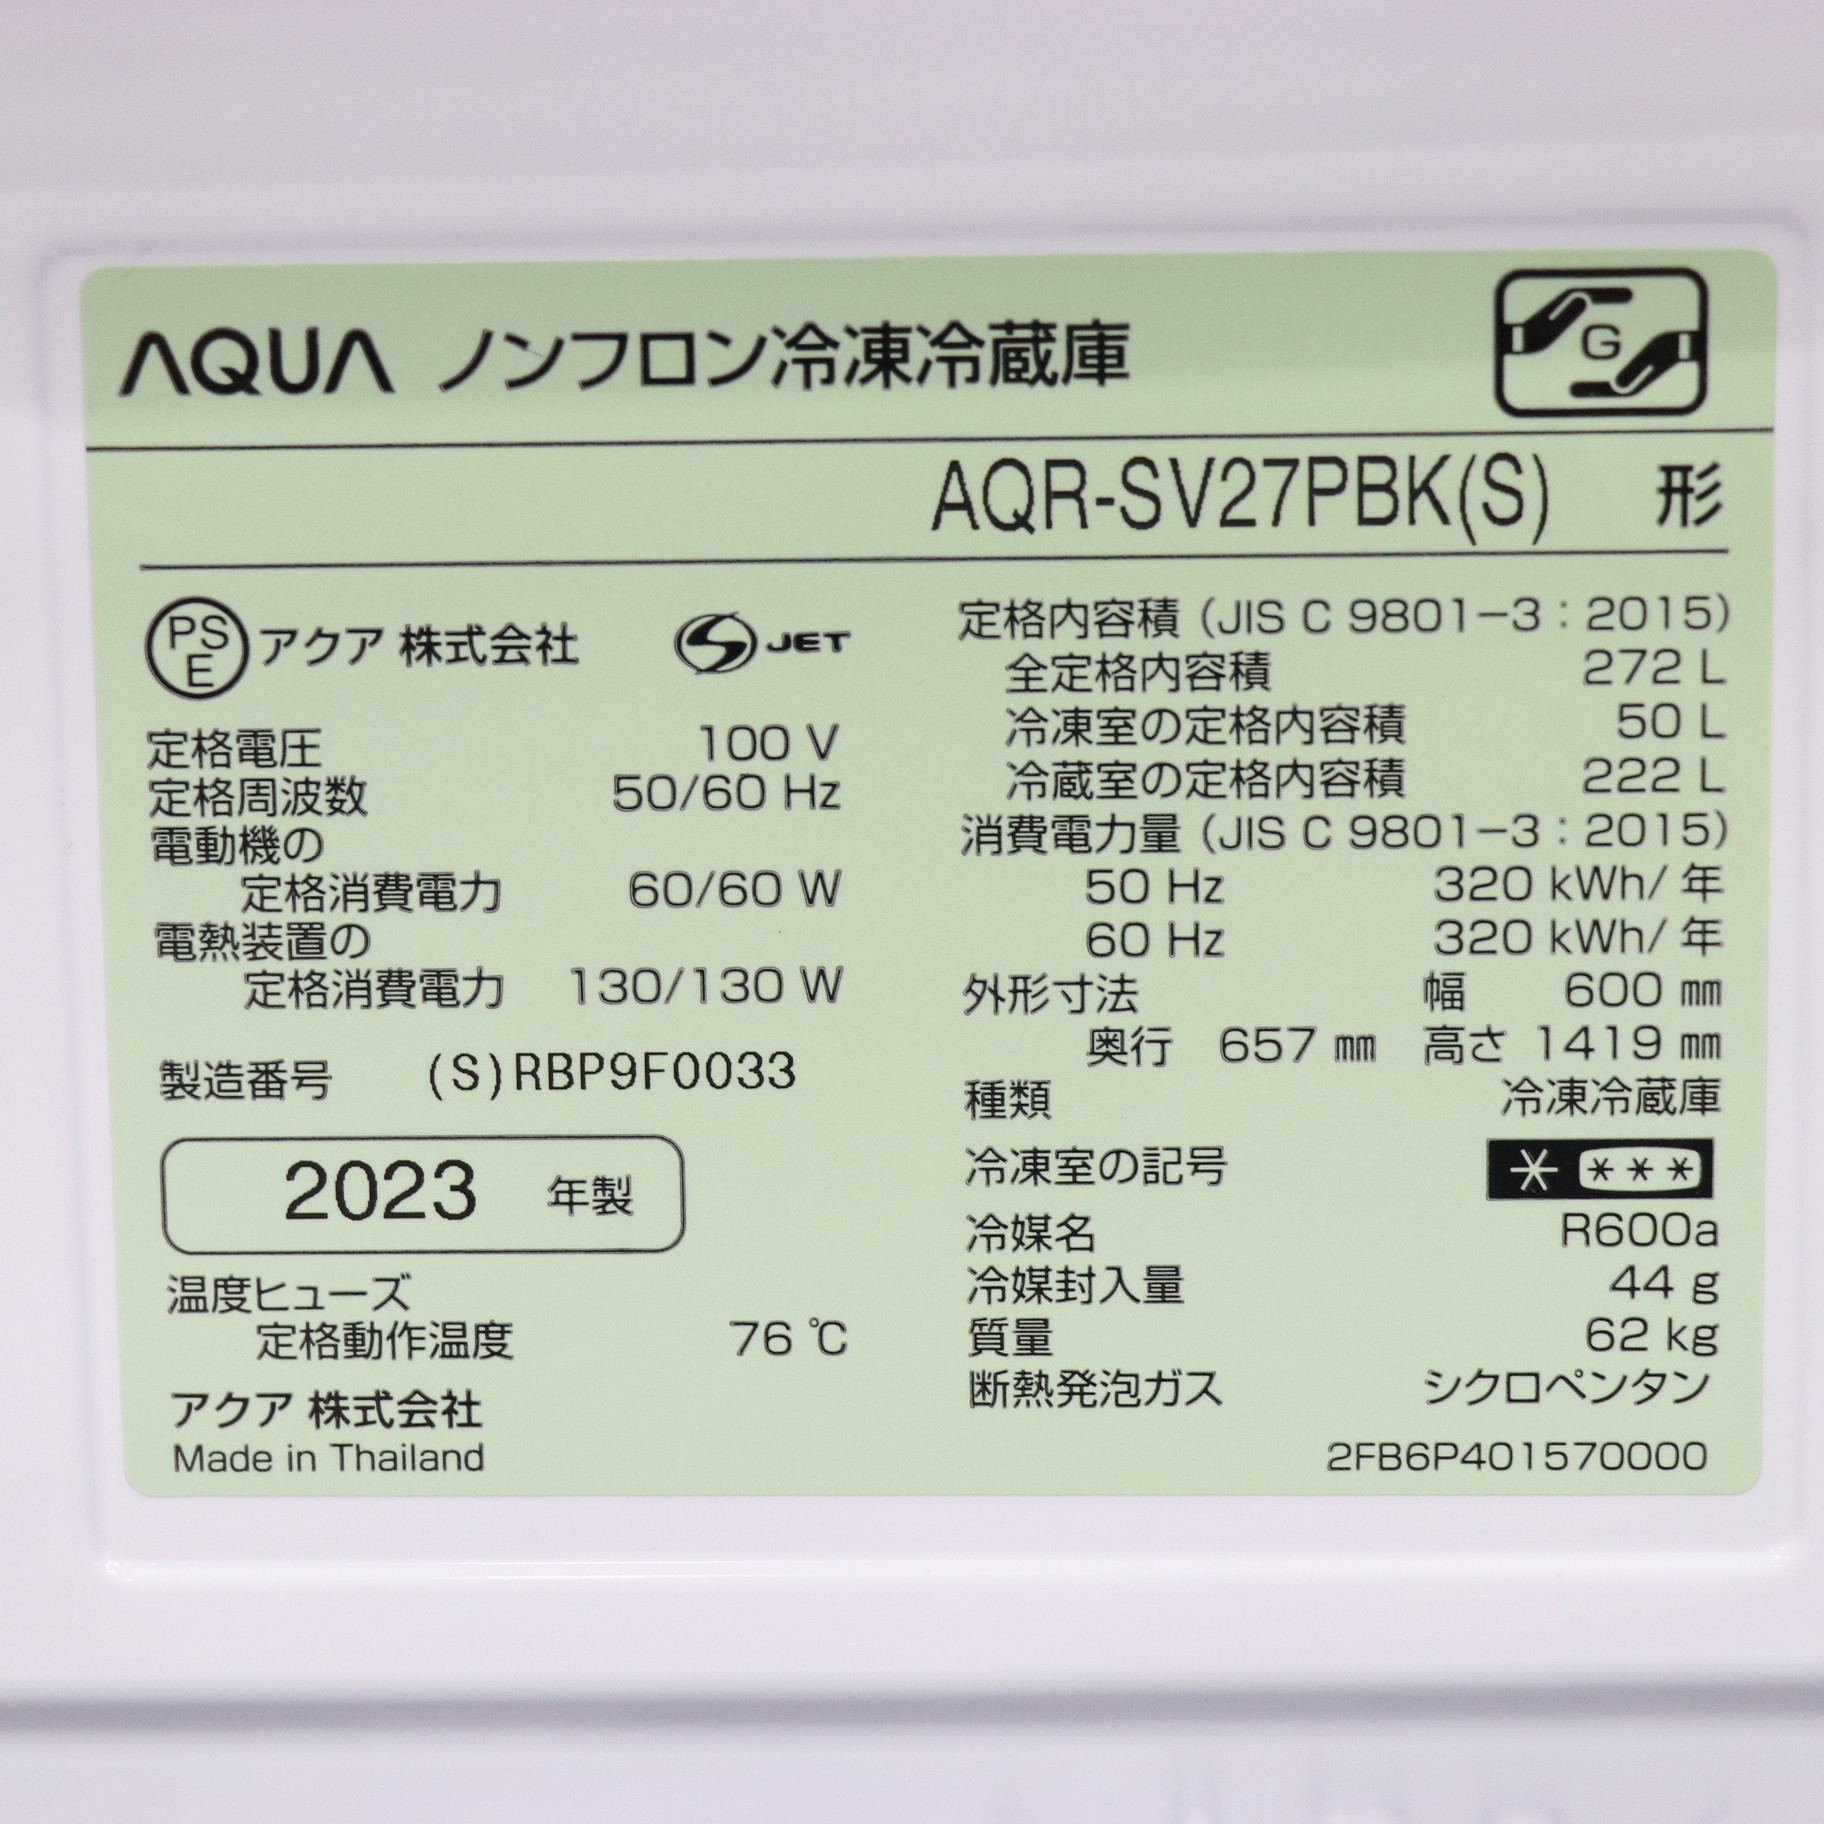 AQUA ノンフロン冷凍冷蔵庫
G
AQR-SV27PBK(S) 形
PS
E
アクア 株式会社
S JET
定格電圧 100 V
定格周波数 50/60 Hz
電動機の
定格消費電力 60/60 W
電熱装置の
定格消費電力 130/130 W
製造番号 (S)RBP9F0033
2023 年製
温度ヒューズ
定格動作温度 76 ℃
アクア 株式会社
Made in Thailand
定格内容積 (JIS C 9801-3:2015)
全定格内容積 272 L
冷凍室の定格内容積 50 L
冷蔵室の定格内容積 222 L
消費電力量 (JIS C 9801-3:2015)
50 Hz 320 kWh/年
60 Hz 320 kWh/年
外形寸法 幅 600 ㎜
奥行 657 ㎜ 高さ 1419 ㎜
種類 冷凍冷蔵庫
冷凍室の記号 * ***
冷媒名 R600a
冷媒封入量 44 g
質量 62 kg
断熱発泡ガス シクロペンタン
2FB6P401570000